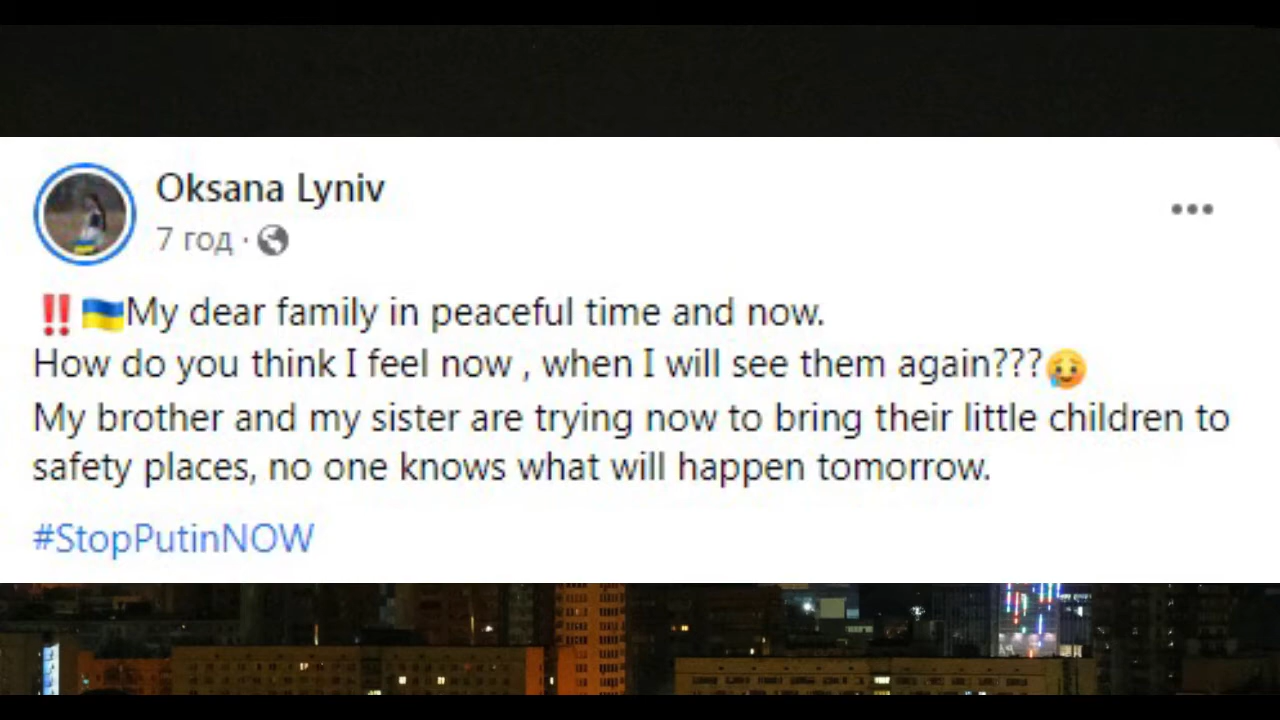 Oksana Lyniv
7 год ·
‼️🇺🇦My dear family in peaceful time and now.
How do you think I feel now , when I will see them again???🥲
My brother and my sister are trying now to bring their little children to
safety places, no one knows what will happen tomorrow.
#StopPutinNOW